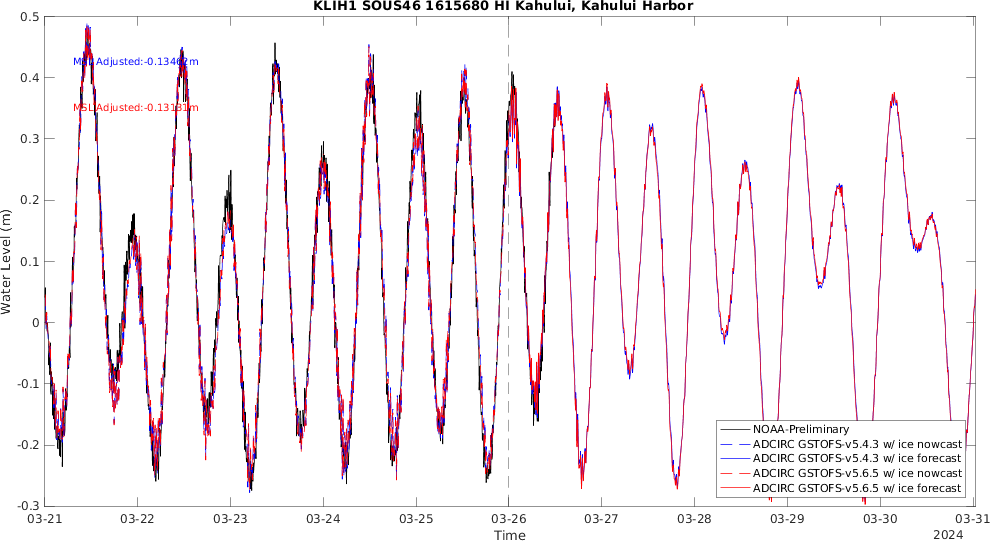 KLIH1 SOUS46 1615680 HI Kahului, Kahului Harbor
0.5
0.4
0.3
0.2
0.1
0
-0.1
-0.2
-0.3
Water Level (m)
MSL Adjusted:-0.13462m
MSL Adjusted:-0.13131m
NOAA-Preliminary
ADCIRC GSTOFS-v5.4.3 w/ ice nowcast
ADCIRC GSTOFS-v5.4.3 w/ ice forecast
ADCIRC GSTOFS-v5.6.5 w/ ice nowcast
ADCIRC GSTOFS-v5.6.5 w/ ice forecast
03-21 03-22 03-23 03-24 03-25 03-26 03-27 03-28 03-29 03-30 03-31
Time
2024